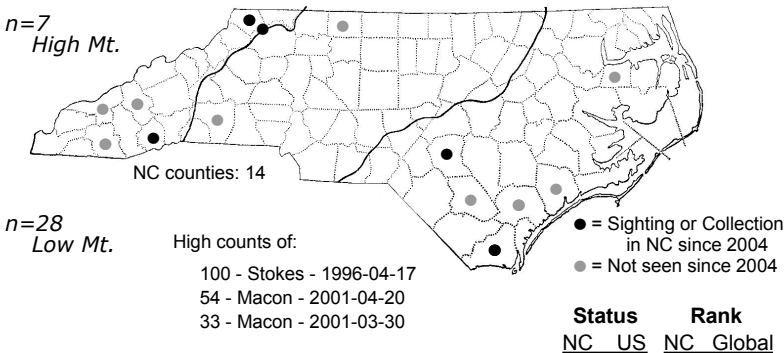 n=7
High Mt.
NC counties: 14
n=28
Low Mt.
High counts of:
100 - Stokes - 1996-04-17
54 - Macon - 2001-04-20
33 - Macon - 2001-03-30
= Sighting or Collection
in NC since 2004
= Not seen since 2004
Status Rank
NC US NC Global